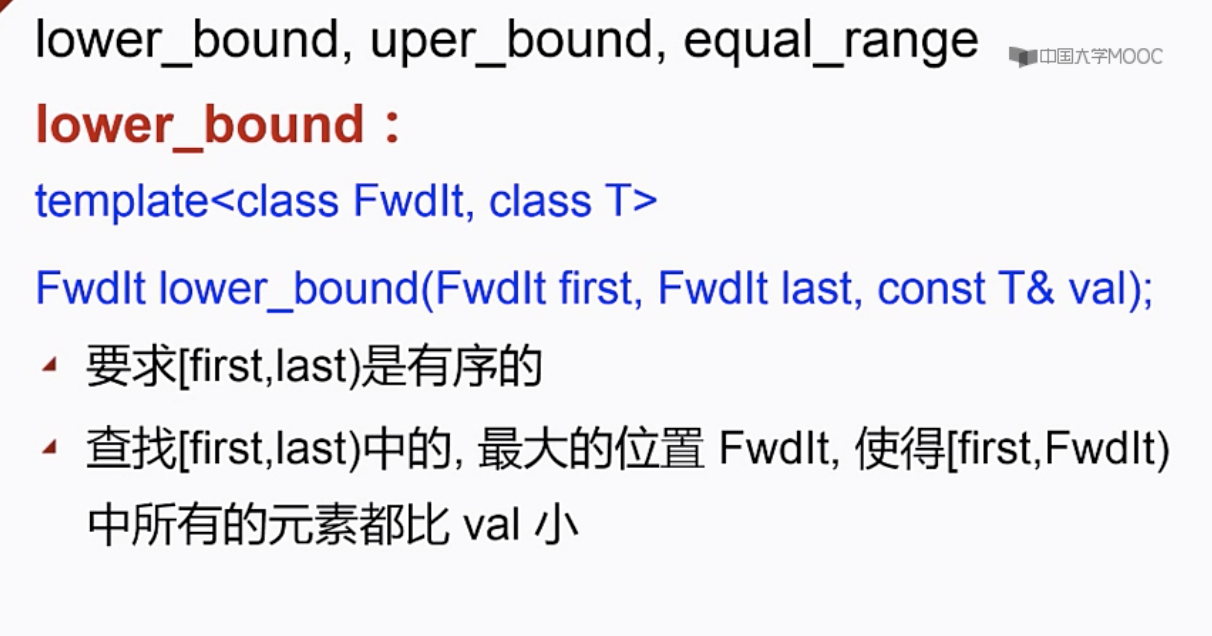 lower_bound, uper_bound, equal_range
中国大学MOOC
lower_bound：
template<class FwdIt, class T>
FwdIt lower_bound(FwdIt first, FwdIt last, const T& val);
要求[first,last)是有序的
查找[first,last)中的, 最大的位置 FwdIt, 使得[first,FwdIt)
中所有的元素都比 val 小